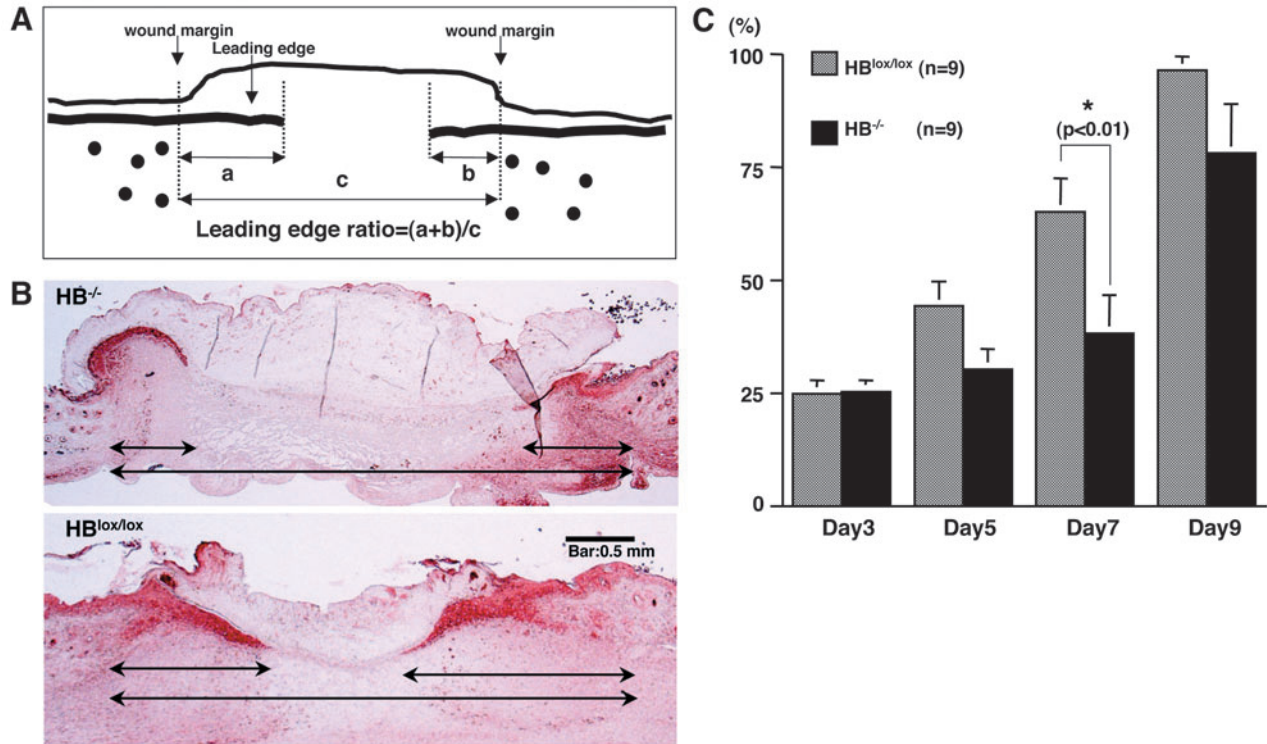 A
wound margin
wound margin
Leading edge
a
b
c
Leading edge ratio=(a+b)/c
B
HB-/-
HBlox/lox
Bar:0.5 mm
C
(%)
100
75
50
25
0
HBlox/lox (n=9)
HB-/- (n=9)
*
(p<0.01)
Day3 Day5 Day7 Day9